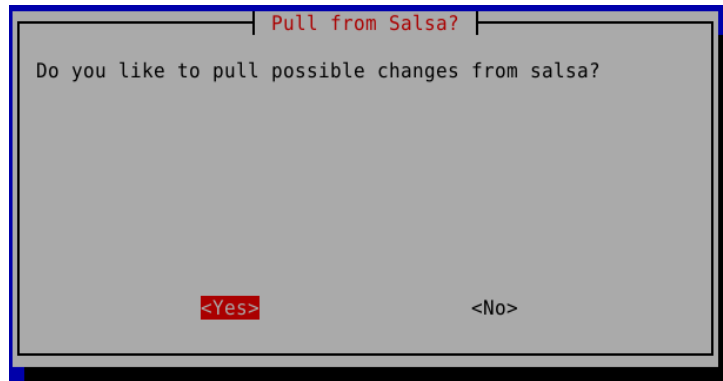 Pull from Salsa?
Do you like to pull possible changes from salsa?
<Yes> <No>